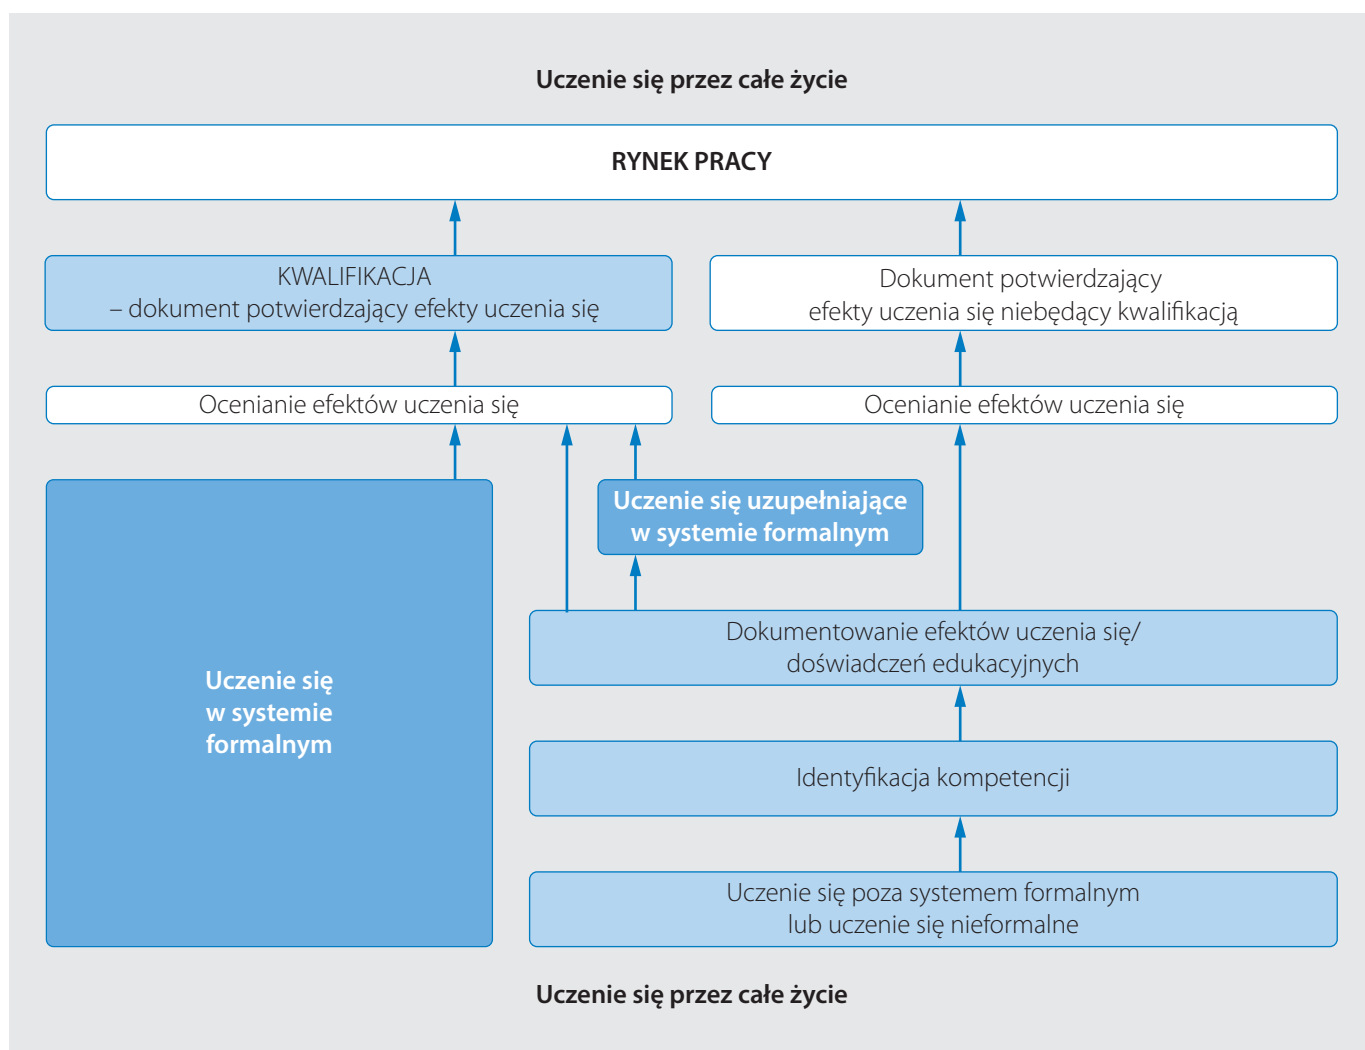 Uczenie się przez całe życie
RYNEK PRACY
KWALIFIKACJA
– dokument potwierdzający efekty uczenia się
Dokument potwierdzający
efekty uczenia się niebędący kwalifikacją
Ocenianie efektów uczenia się
Ocenianie efektów uczenia się
Uczenie się uzupełniające
w systemie formalnym
Uczenie się
w systemie
formalnym
Dokumentowanie efektów uczenia się/
doświadczeń edukacyjnych
Identyfikacja kompetencji
Uczenie się poza systemem formalnym
lub uczenie się nieformalne
Uczenie się przez całe życie